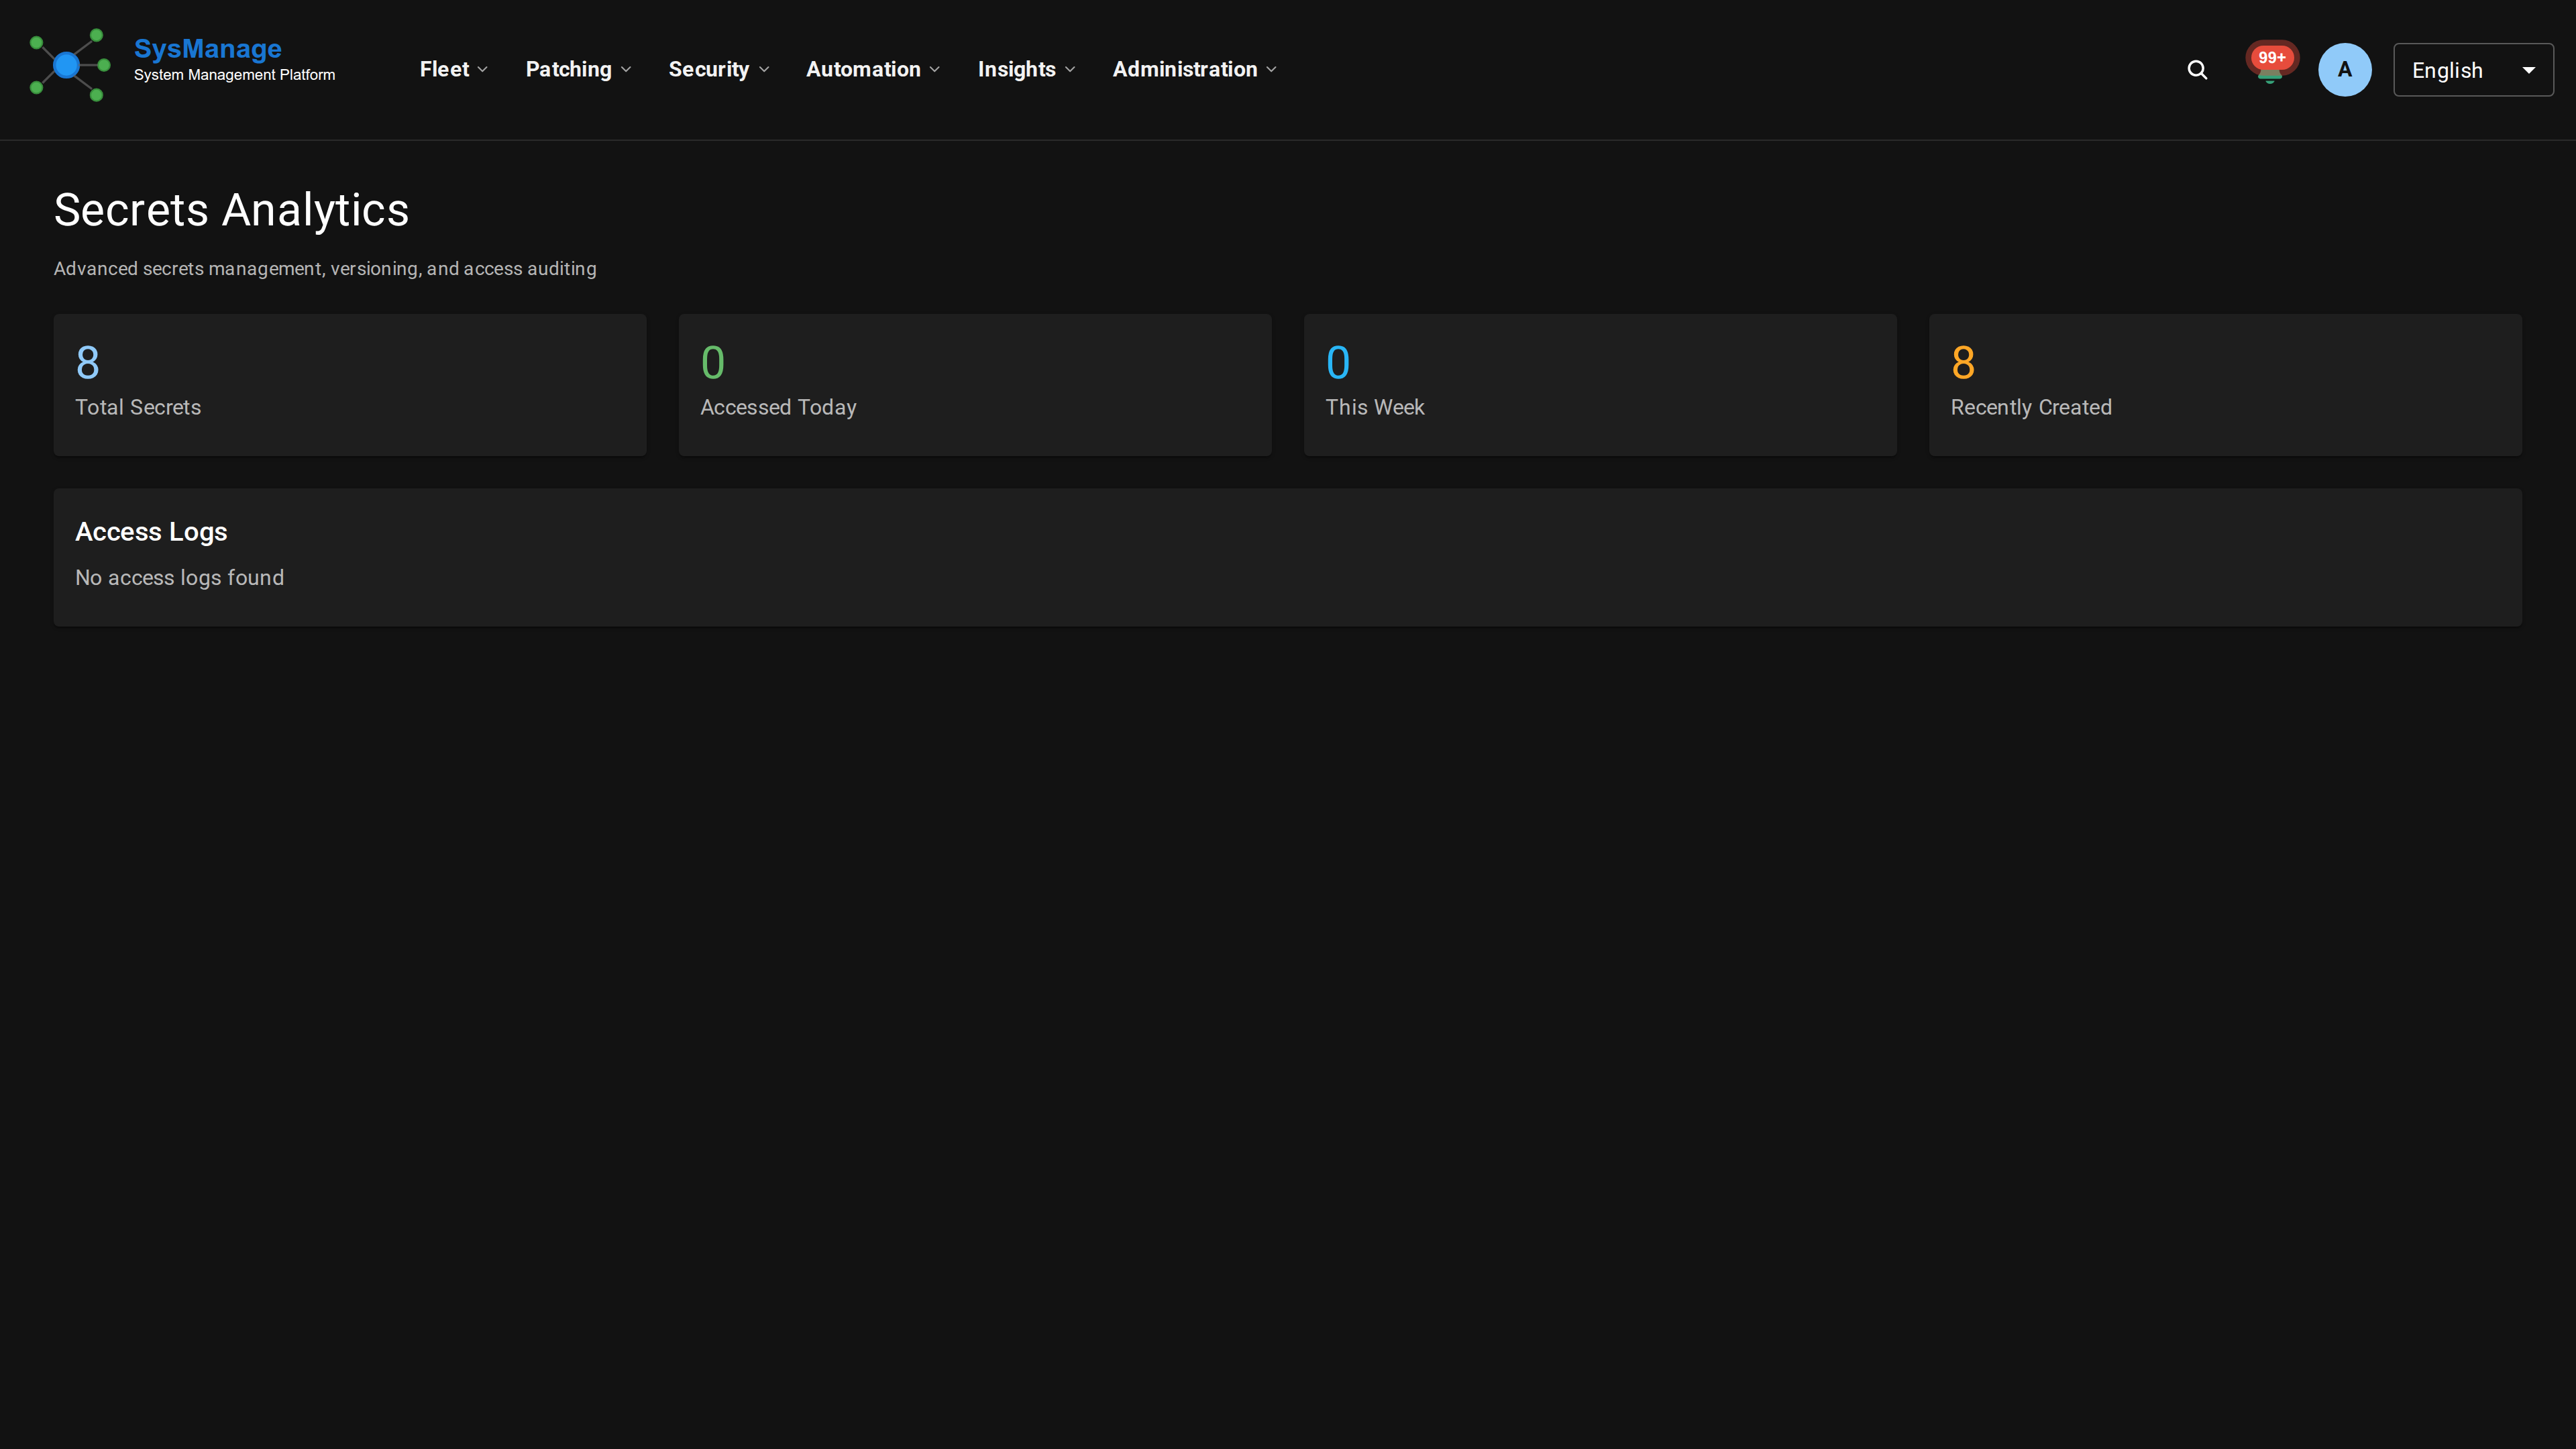 SysManage
System Management Platform
Fleet
Patching
Security
Automation
Insights
Administration
99+
A
English
Secrets Analytics
Advanced secrets management, versioning, and access auditing
8
Total Secrets
0
Accessed Today
0
This Week
8
Recently Created
Access Logs
No access logs found